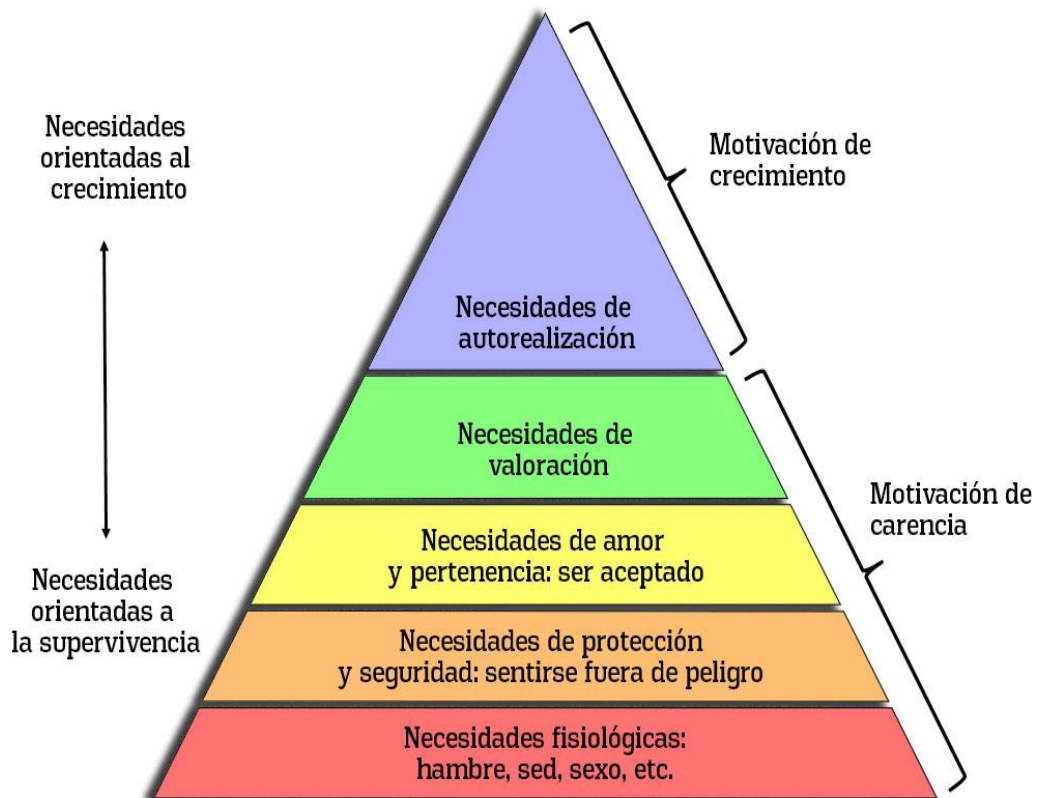 Necesidades
orientadas al
crecimiento
Motivación de
crecimiento
Necesidades de
autorealización
Necesidades de
valoración
Motivación de
carencia
Necesidades de amor
y pertenencia: ser aceptado
Necesidades
orientadas a
la supervivencia
Necesidades de protección
y seguridad: sentirse fuera de peligro
Necesidades fisiológicas:
hambre, sed, sexo, etc.